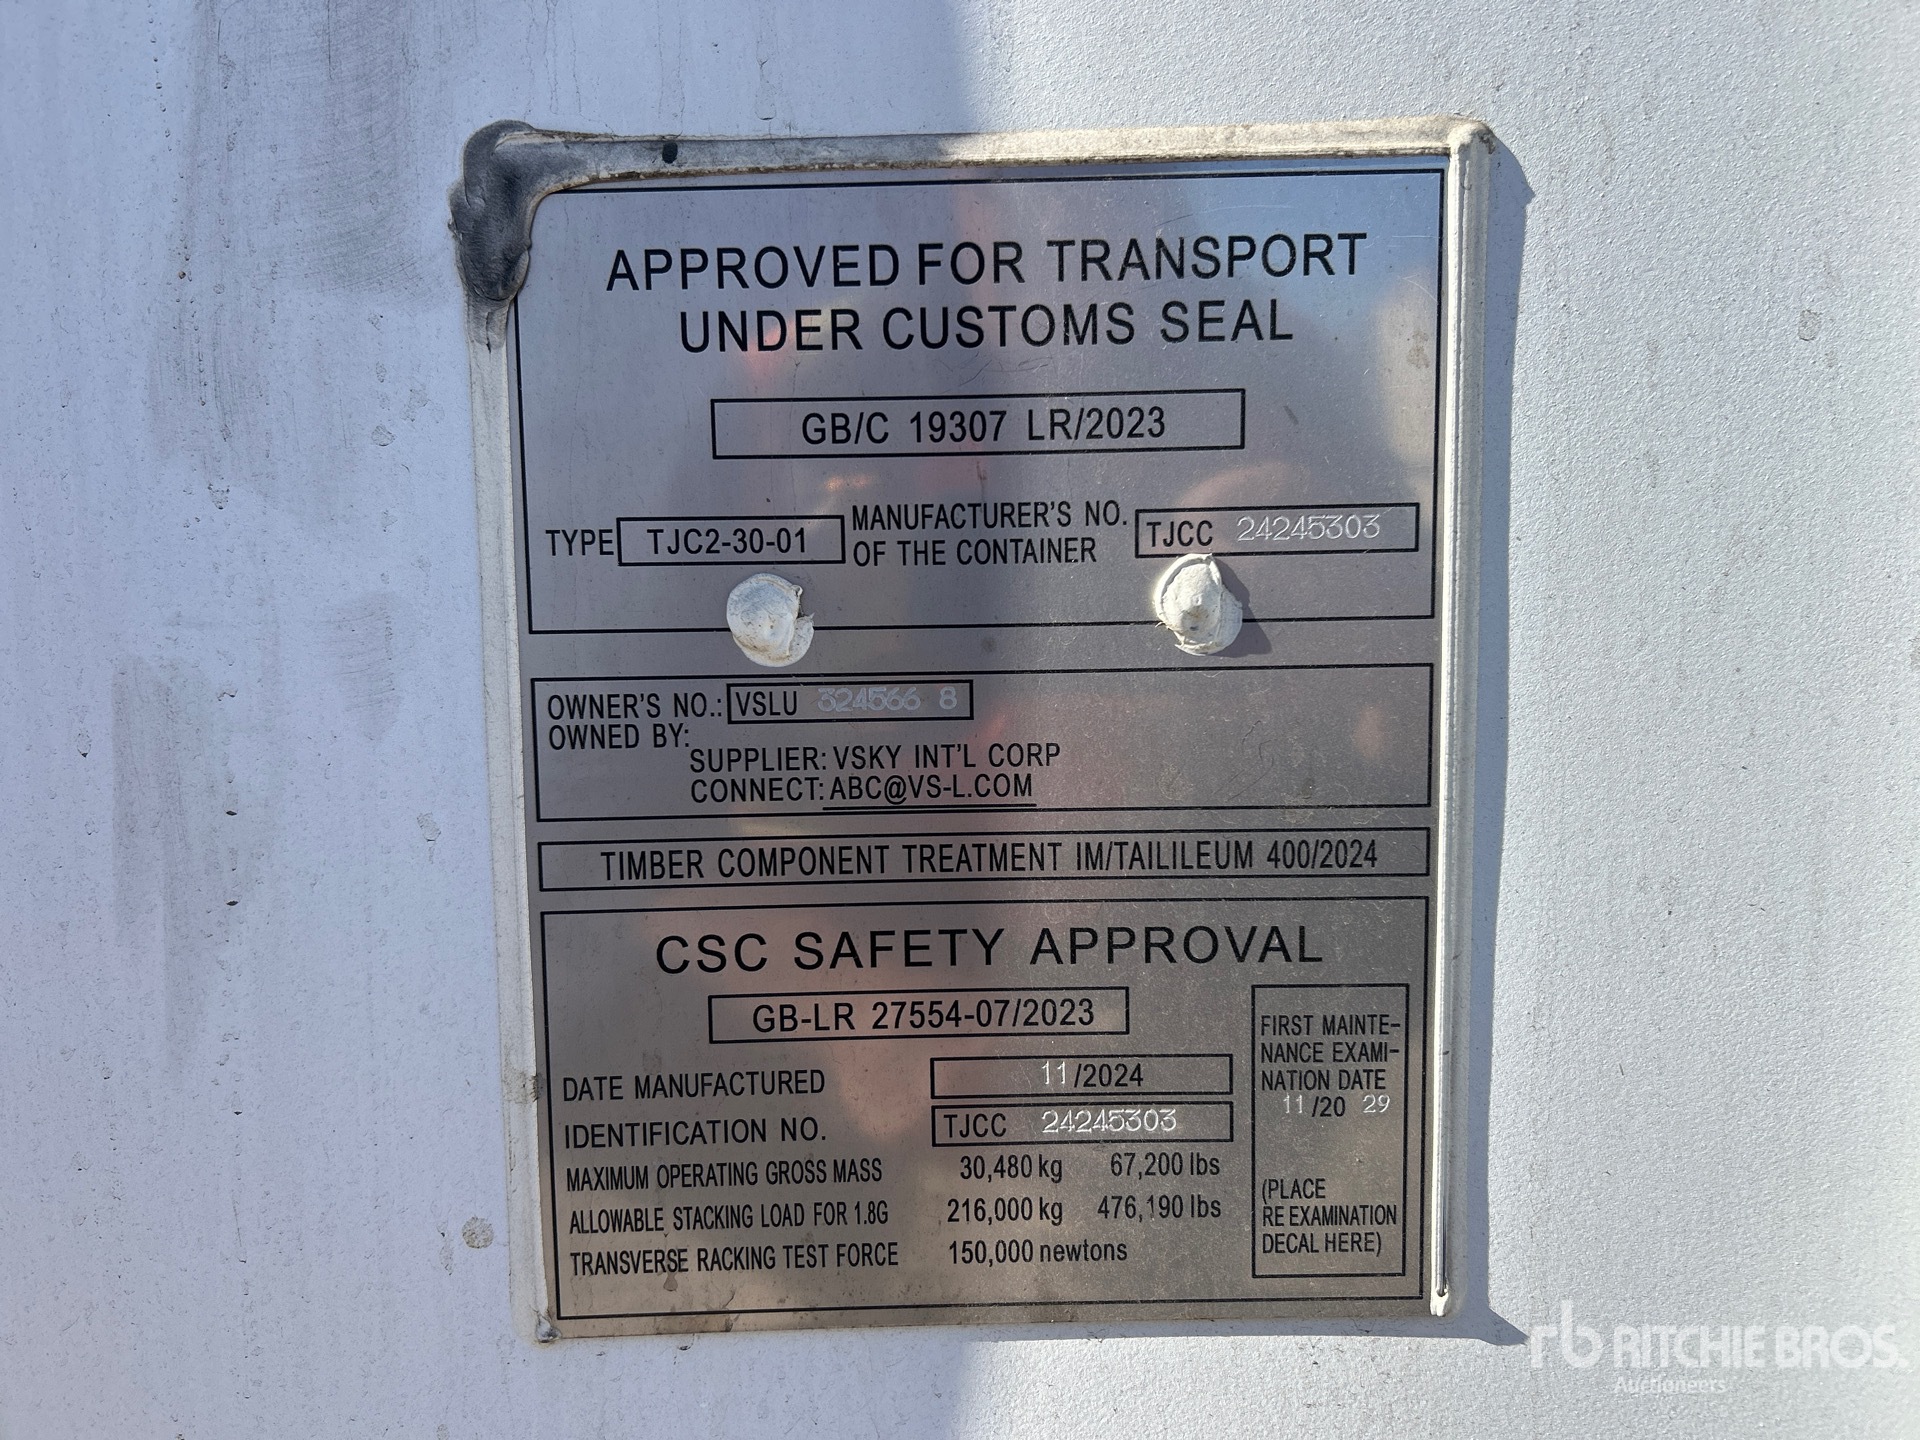 APPROVED FOR TRANSPORT
UNDER CUSTOMS SEAL
GB/C 19307 LR/2023
TYPE TJC2-30-01 MANUFACTURER'S NO. OF THE CONTAINER TJCC 24245303
OWNER'S NO.: VSLU 324566 8
OWNED BY:
SUPPLIER: VSKY INT'L CORP
CONNECT: ABC@VS-L.COM
TIMBER COMPONENT TREATMENT IM/TAILILEUM 400/2024
CSC SAFETY APPROVAL
GB-LR 27554-07/2023
DATE MANUFACTURED 11/2024
IDENTIFICATION NO. TJCC 24245303
MAXIMUM OPERATING GROSS MASS 30,480 kg 67,200 lbs
ALLOWABLE STACKING LOAD FOR 1.8G 216,000 kg 476,190 lbs
TRANSVERSE RACKING TEST FORCE 150,000 newtons
FIRST MAINTE-
NANCE EXAMI-
NATION DATE
11/20 29
(PLACE
RE EXAMINATION
DECAL HERE)
rb RITCHIE BROS.
Auctioneers